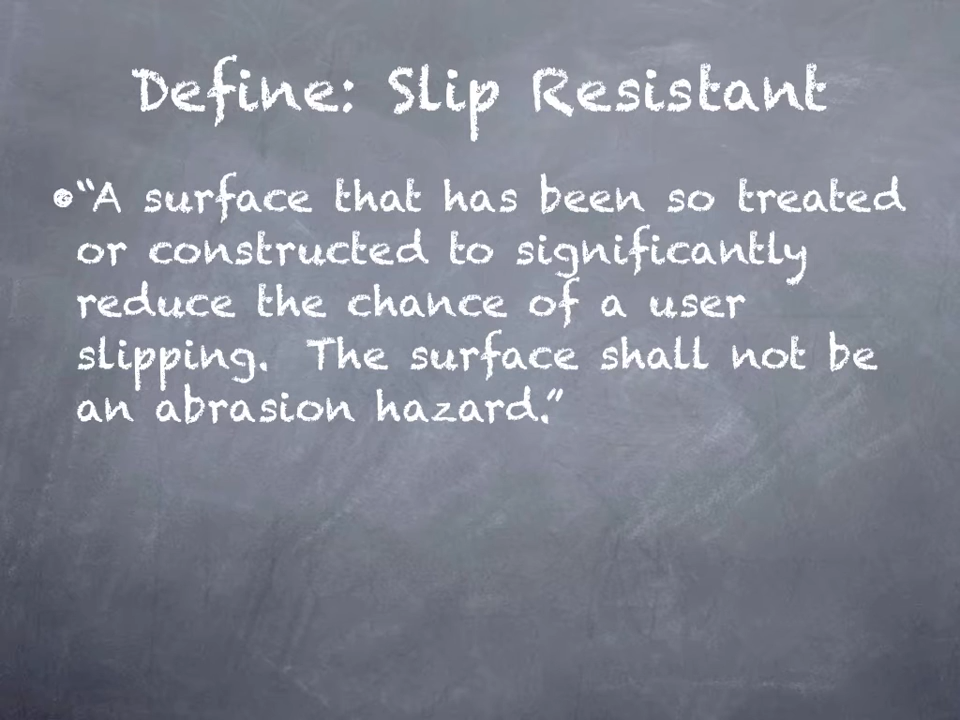 Define: Slip Resistant
•“A surface that has been so treated
or constructed to significantly
reduce the chance of a user
slipping.  The surface shall not be
an abrasion hazard.”